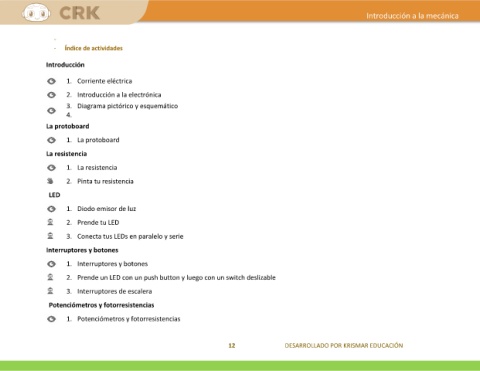 CRK
Introducción a la mecánica
-
- Índice de actividades
Introducción
1. Corriente eléctrica
2. Introducción a la electrónica
3. Diagrama pictórico y esquemático
4.
La protoboard
1. La protoboard
La resistencia
1. La resistencia
2. Pinta tu resistencia
LED
1. Diodo emisor de luz
2. Prende tu LED
3. Conecta tus LEDs en paralelo y serie
Interruptores y botones
1. Interruptores y botones
2. Prende un LED con un push button y luego con un switch deslizable
3. Interruptores de escalera
Potenciómetros y fotorresistencias
1. Potenciómetros y fotorresistencias
12 DESARROLLADO POR KRISMAR EDUCACIÓN